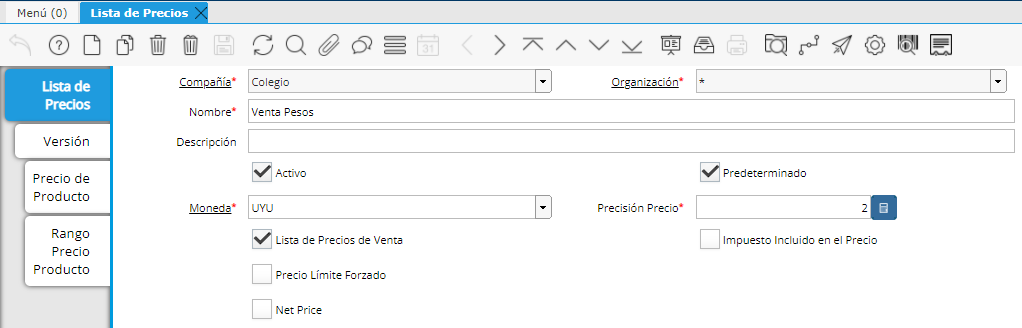 Menú (0)
Lista de Precios
31
Lista de
Precios
Versión
Precio de
Producto
Rango
Precio
Producto
Compañía* Colegio
Organización* *
Nombre* Venta Pesos
Descripción
Activo
Predeterminado
Moneda* UYU
Precisión Precio* 2
Lista de Precios de Venta
Impuesto Incluido en el Precio
Precio Límite Forzado
Net Price